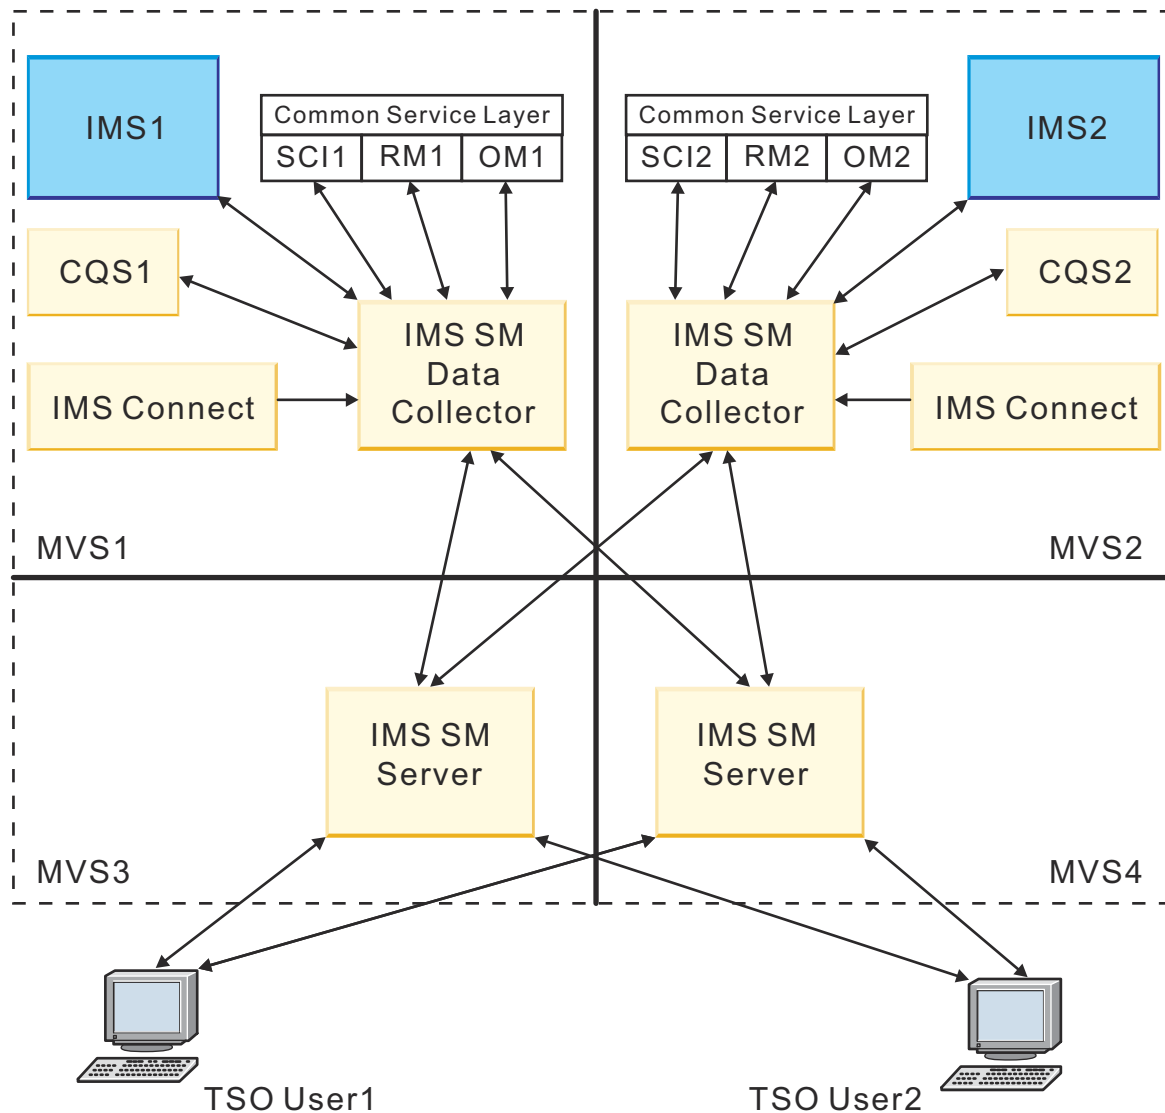 IMS1
Common Service Layer
SCI1 RM1 OM1
Common Service Layer
SCI2 RM2 OM2
IMS2
CQS1
CQS2
IMS SM
Data
Collector
IMS SM
Data
Collector
IMS Connect
IMS Connect
MVS1
MVS2
IMS SM
Server
IMS SM
Server
MVS3
MVS4
TSO User1
TSO User2